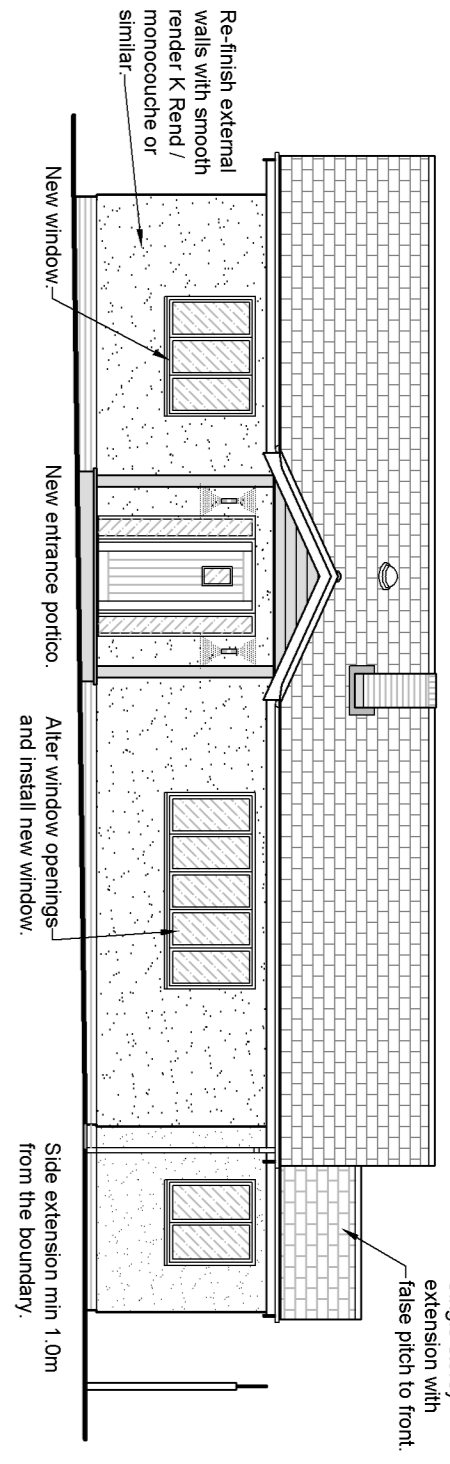 Re-finish external
walls with smooth
render K Rend /
monocouche or
similar.
New window.
New entrance portico.
Alter window openings
and install new window.
Side extension min 1.0m
from the boundary.
extension with
false pitch to front.